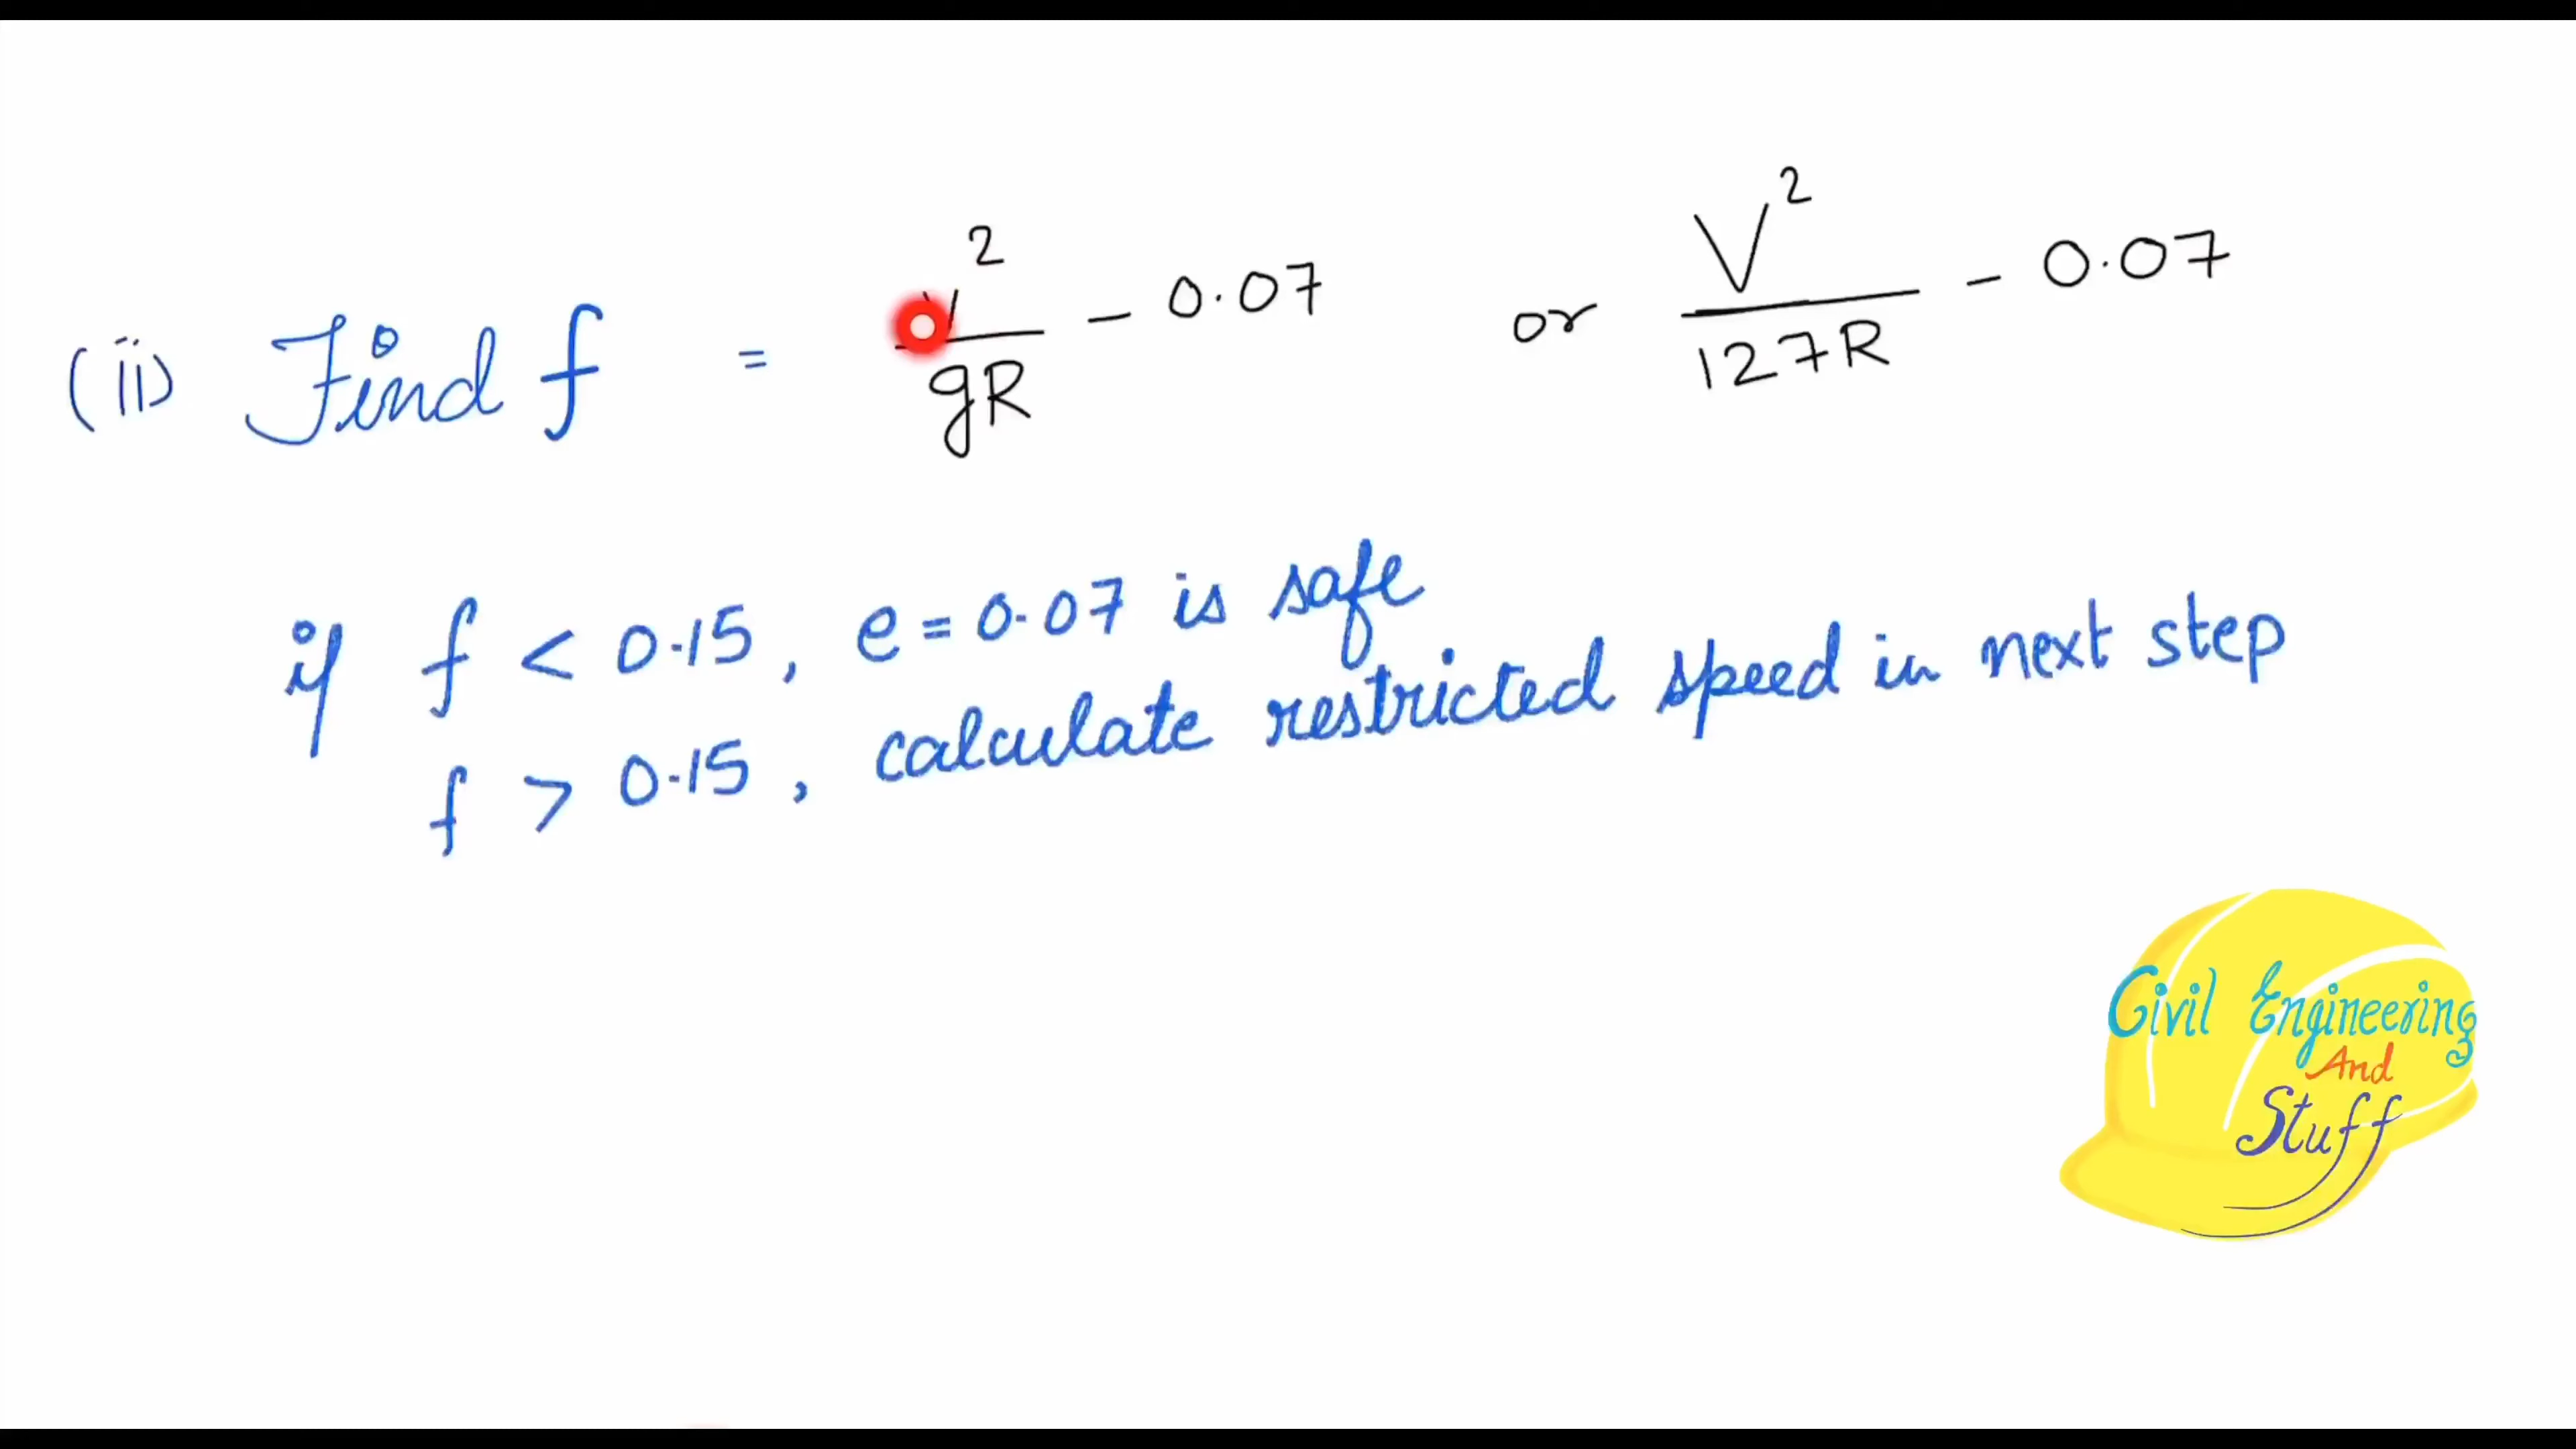 (ii) Find f = v²/gR - 0.07 or V²/127R - 0.07
if f < 0.15, e = 0.07 is safe
f > 0.15, calculate restricted speed in next step
Civil Engineering
And
Stuff